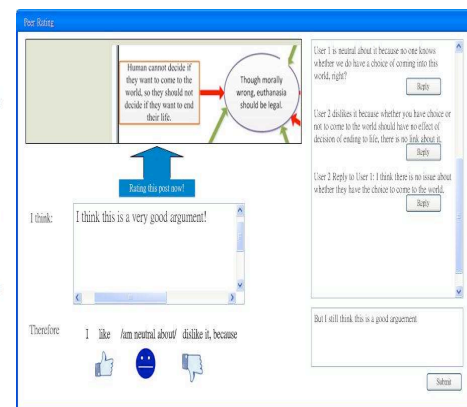 Peer Rating
Human cannot decide if
they want to come to the
world, so they should not
decide if they want to end
their life.
Though morally
wrong, euthanasia
should be legal.
Rating this post now!
I think:
I think this is a very good argument!
Therefore
I like /am neutral about/ dislike it, because
User 1 is neutral about it because no one knows
whether we do have a choice of coming into this
world, right?
Reply
User 2 dislikes it because whether you have choice or
not to come to the world should have no effect of
decision of ending to life, there is no link about it.
Reply
User 2 Reply to User 1: I think there is no issue about
whether they have the choice to come to the world.
Reply
But I still think this is a good arguement
Submit